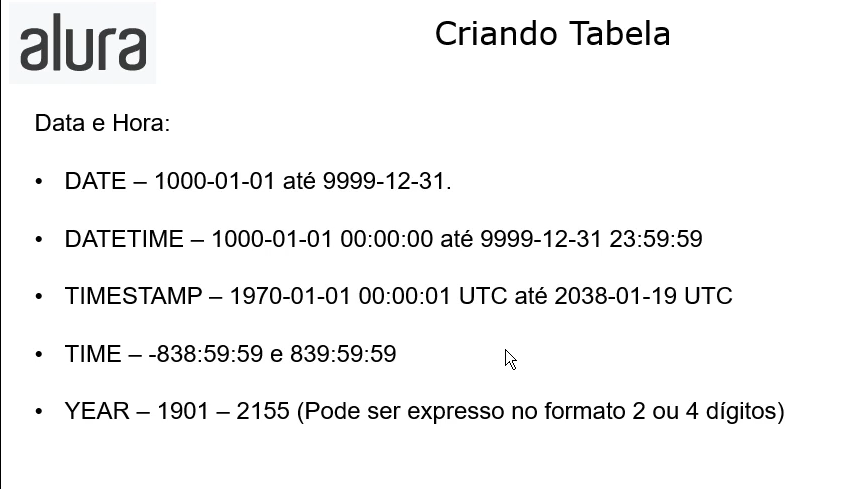 alura
Criando Tabela
Data e Hora:
• DATE – 1000-01-01 até 9999-12-31.
• DATETIME – 1000-01-01 00:00:00 até 9999-12-31 23:59:59
• TIMESTAMP – 1970-01-01 00:00:01 UTC até 2038-01-19 UTC
• TIME – -838:59:59 e 839:59:59
• YEAR – 1901 – 2155 (Pode ser expresso no formato 2 ou 4 dígitos)